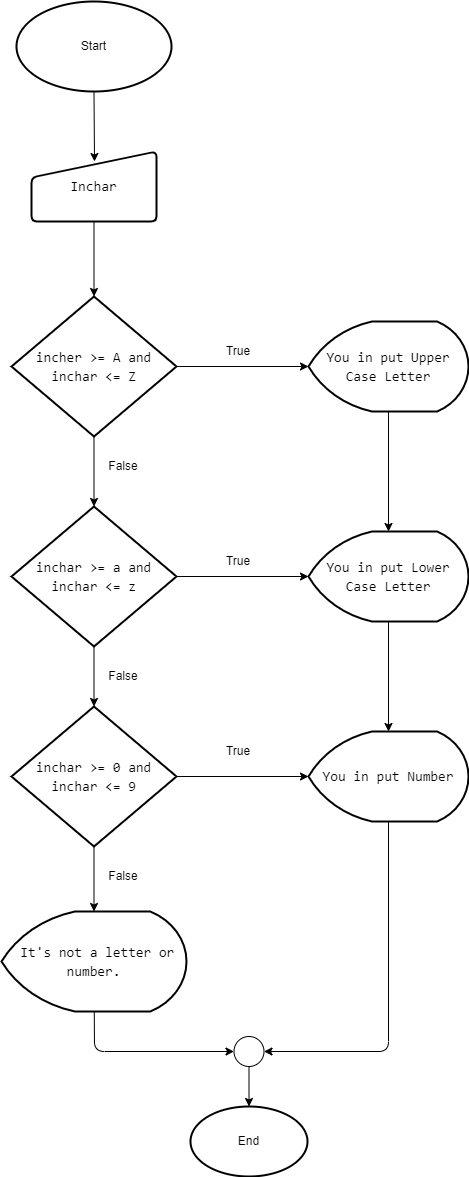 Start
Inchar
incher >= A and
inchar <= Z
True
You in put Upper
Case Letter
False
inchar >= a and
inchar <= z
True
You in put Lower
Case Letter
False
inchar >= 0 and
inchar <= 9
True
You in put Number
False
It's not a letter or
number.
End